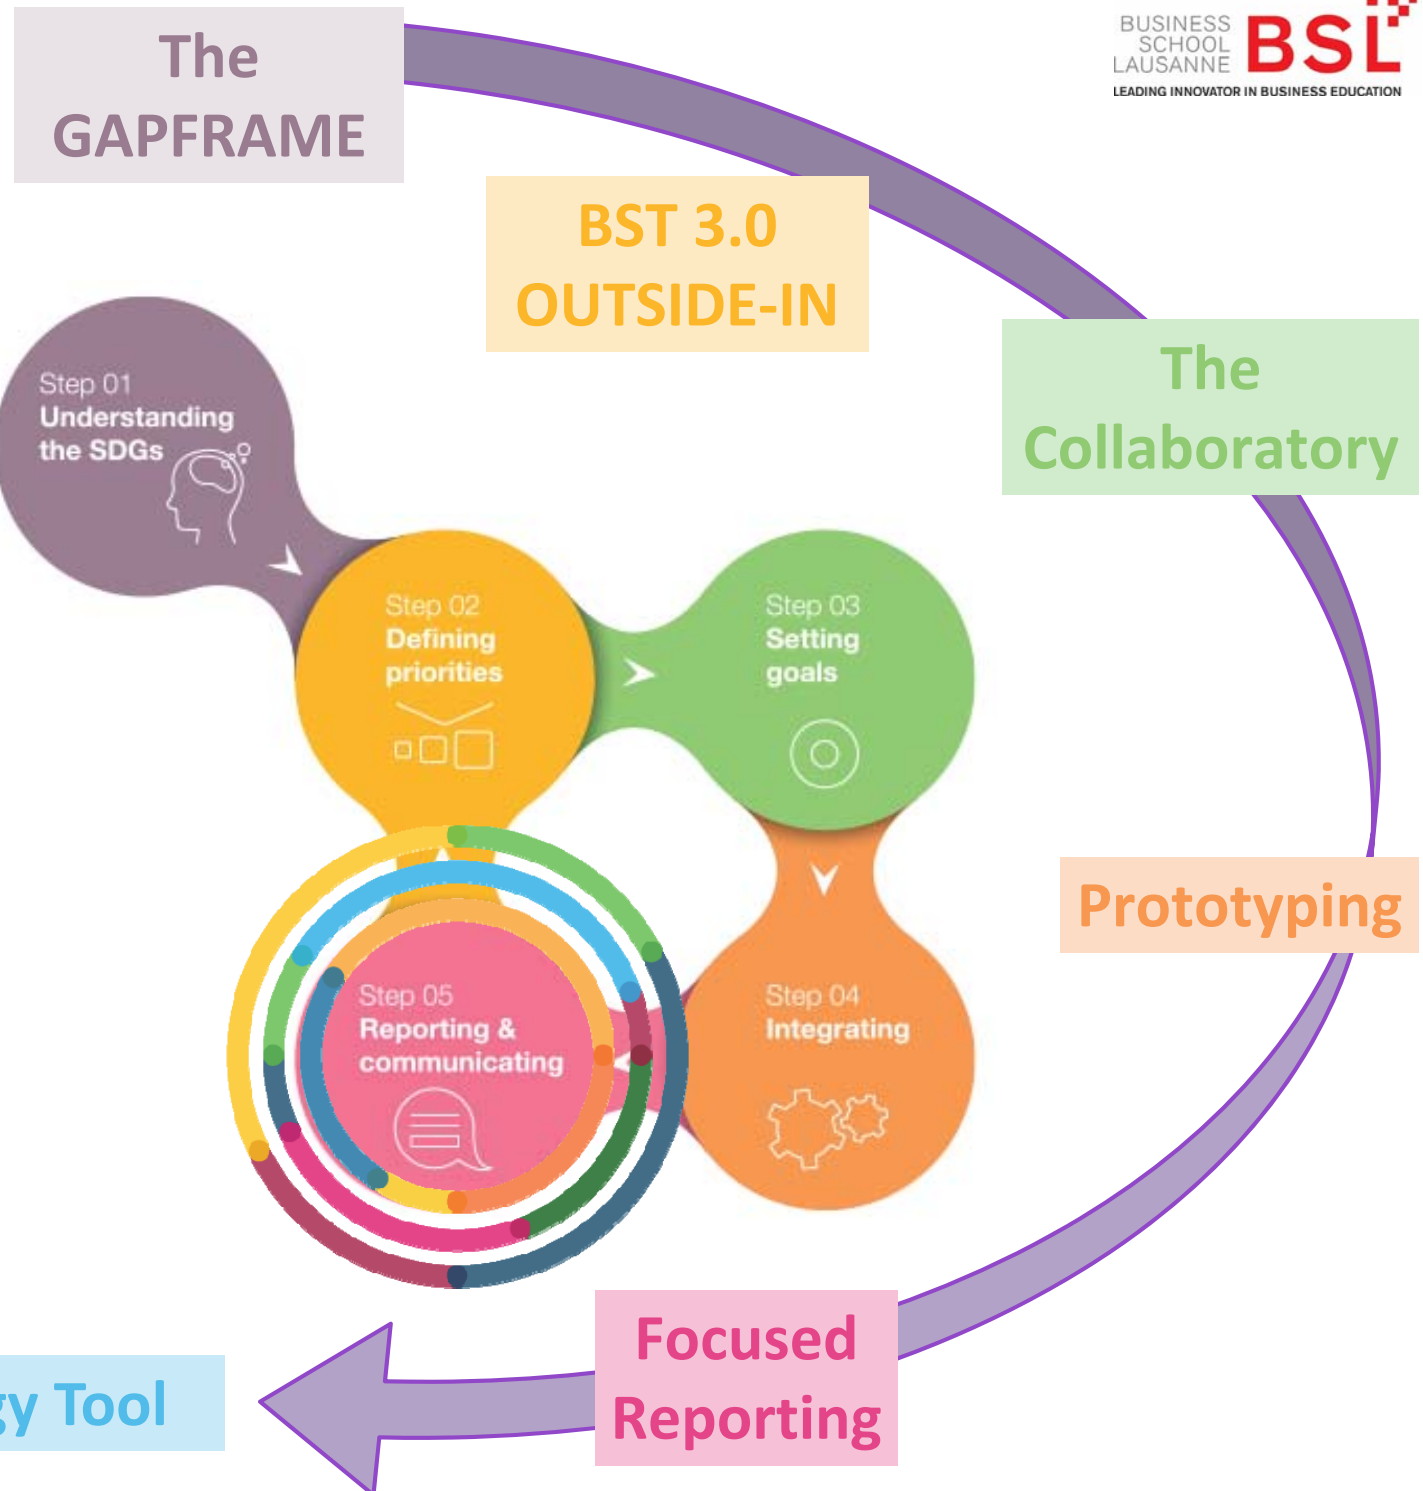 The
GAPFRAME
BUSINESS
SCHOOL
LAUSANNE
BSL
LEADING INNOVATOR IN BUSINESS EDUCATION
BST 3.0
OUTSIDE-IN
The
Collaboratory
Step 01
Understanding
the SDGs
Step 02
Defining
priorities
Step 03
Setting
goals
Prototyping
Step 04
Integrating
Step 05
Reporting &
communicating
Focused
Reporting
gy Tool